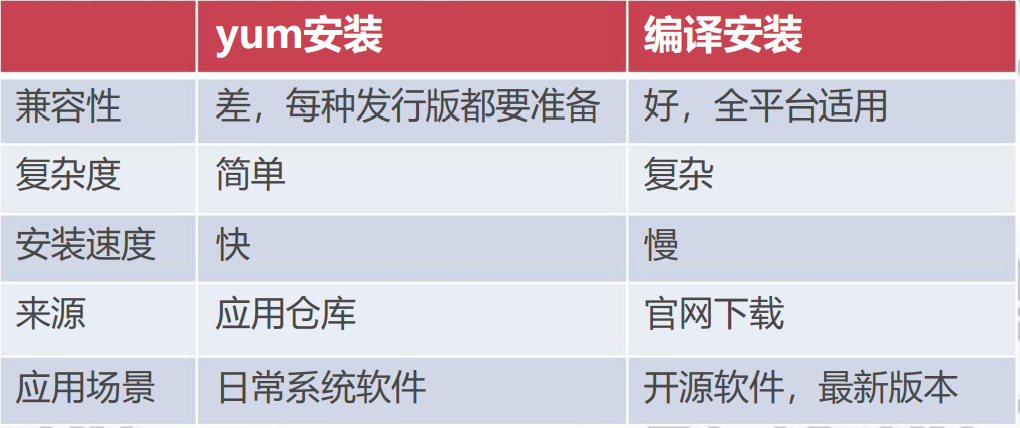 yum安装 编译安装
兼容性 差，每种发行版都要准备 好，全平台适用
复杂度 简单 复杂
安装速度 快 慢
来源 应用仓库 官网下载
应用场景 日常系统软件 开源软件，最新版本